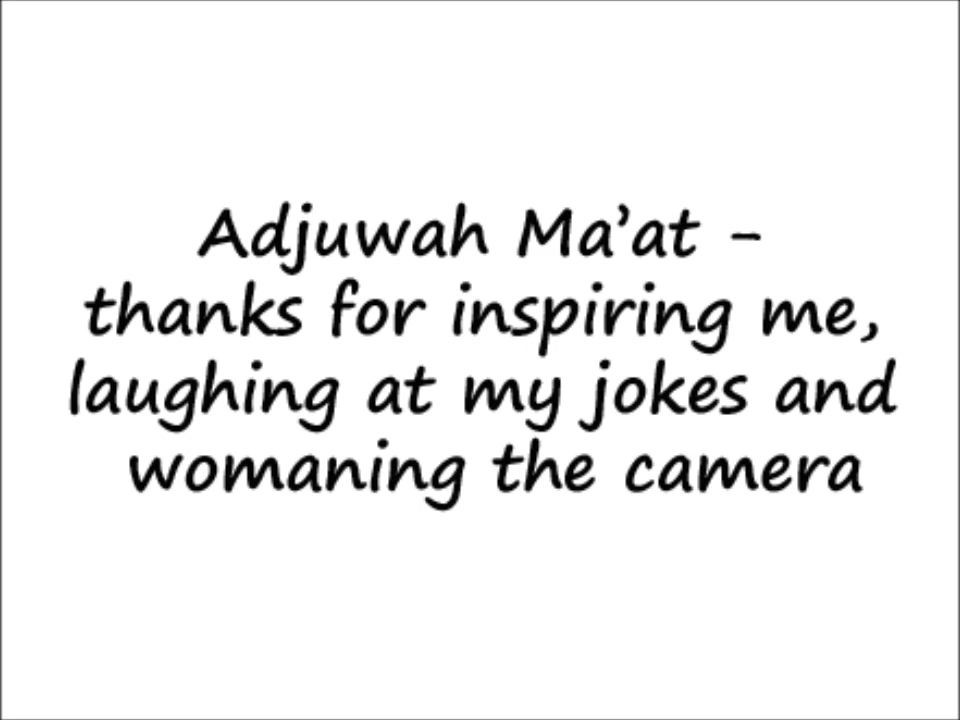 Adjuwah Ma’at -
thanks for inspiring me,
laughing at my jokes and
womaning the camera